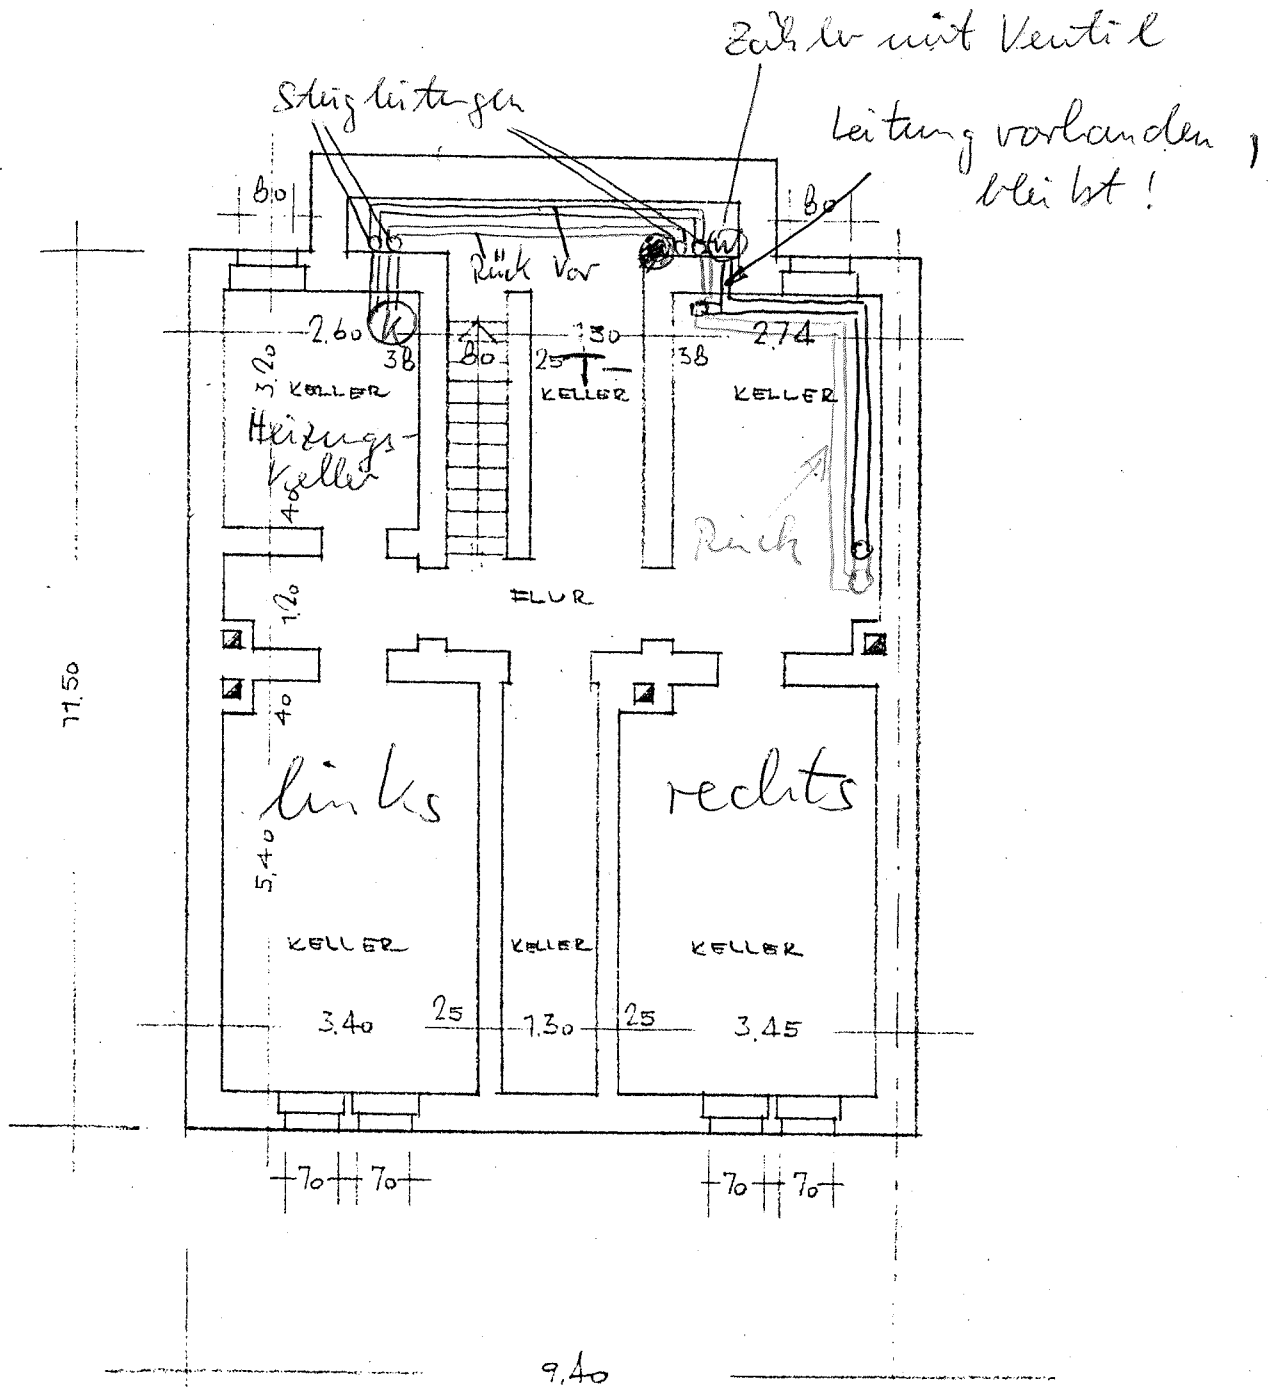 Zähler mit Ventil
Steigleitungen
Leitung vorhanden,
bleibt!
80
80
Rück Vor
W
K
2.60
38
80
25
1.30
38
2.74
3.20
KELLER
KELLER
KELLER
Heizungs-
keller
40
Rück
FLUR
1.20
40
11.50
links
rechts
5.40
KELLER
KELLER
KELLER
3.40
25
1.30
25
3.45
70
70
70
70
9.40